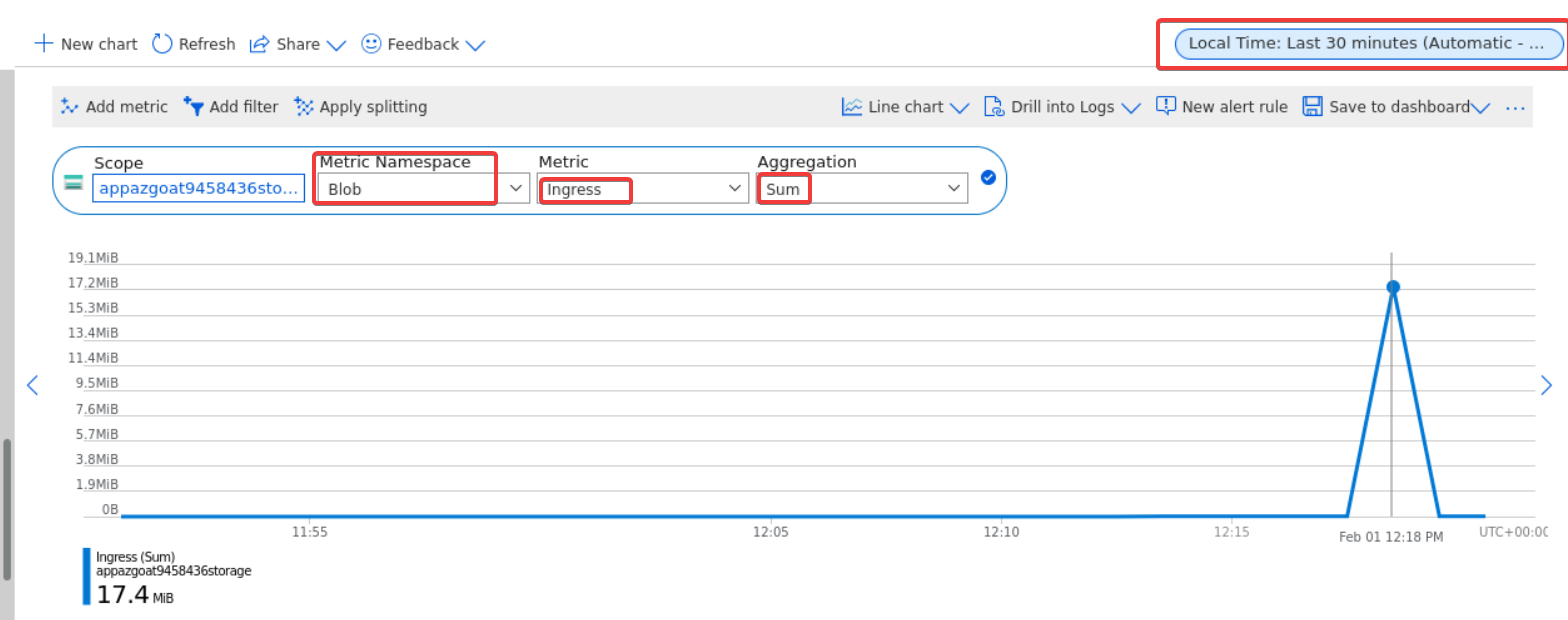 New chart Refresh Share Feedback Local Time: Last 30 minutes (Automatic - ...
Add metric Add filter Apply splitting Line chart Drill into Logs New alert rule Save to dashboard ...
Scope Metric Namespace Metric Aggregation
appazgoat9458436sto... Blob Ingress Sum
19.1MiB
17.2MiB
15.3MiB
13.4MiB
11.4MiB
9.5MiB
7.6MiB
5.7MiB
3.8MiB
1.9MiB
0B
11:55 12:05 12:10 12:15 Feb 01 12:18 PM UTC+00:00
Ingress (Sum)
appazgoat9458436storage
17.4 MiB